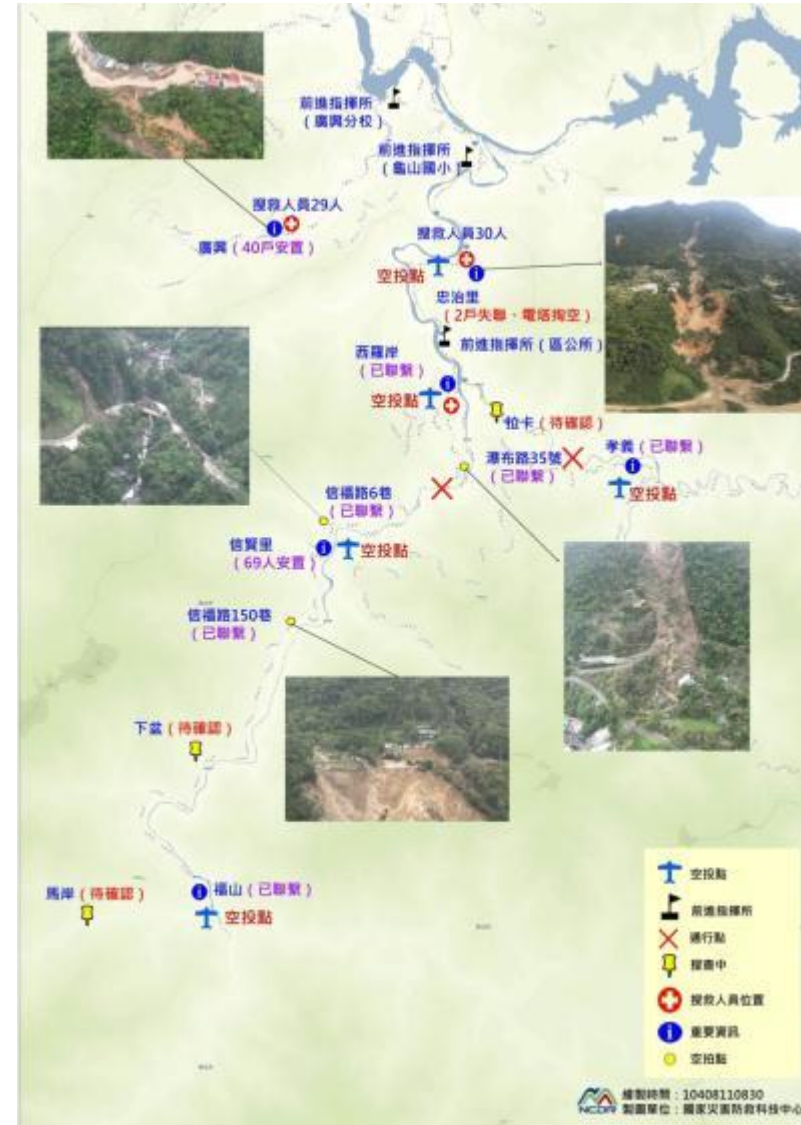 前進指揮所
（廣興分校）
前進指揮所
（龜山國小）
搜救人員29人
廣興（40戶安置）
搜救人員30人
空投點
忠治里
（2戶失聯、電塔掏空）
前進指揮所（區公所）
西羅岸
（已聯繫）
空投點
拉卡（待確認）
瀑布路35號
（已聯繫）
孝義（已聯繫）
空投點
信福路6巷
（已聯繫）
信賢里
（69人安置）
空投點
信福路150巷
（已聯繫）
下盆（待確認）
馬岸（待確認）
福山（已聯繫）
空投點
空投點
前進指揮所
通行點
搜查中
搜救人員位置
重要資訊
空拍點
NCDR
繪製時間：10408110830
製圖單位：國家災害防救科技中心